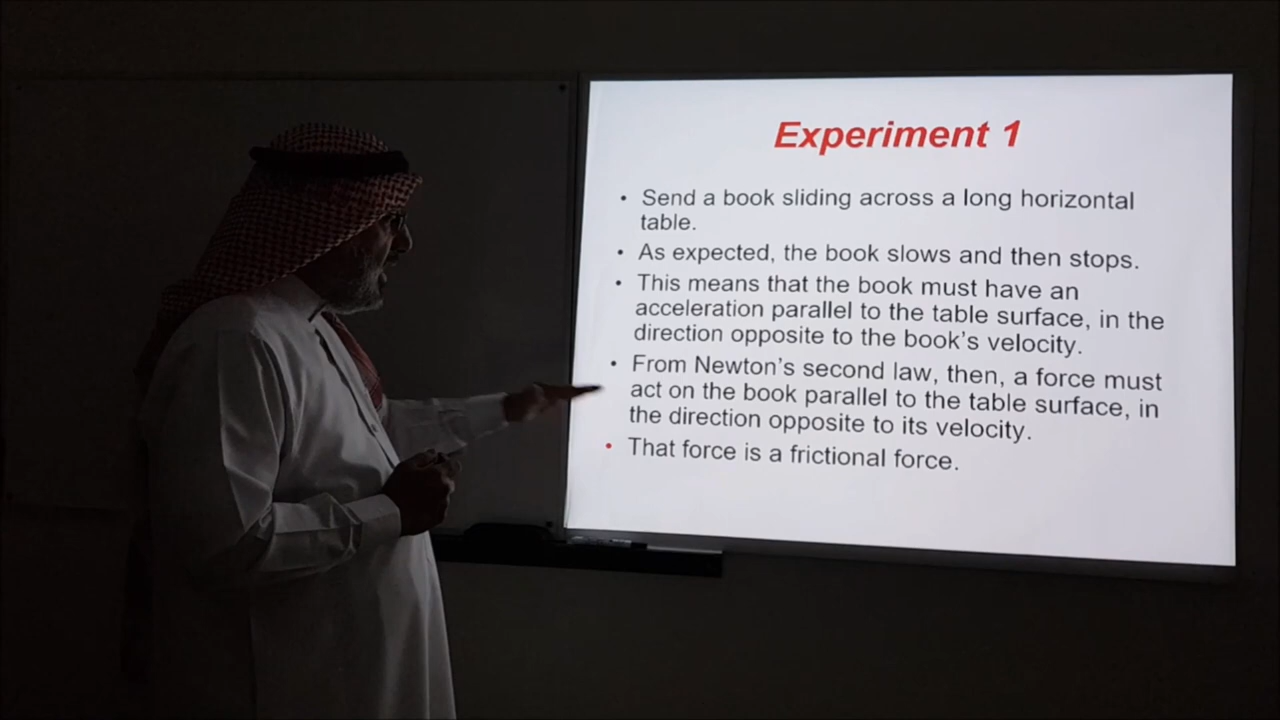 Experiment 1
• Send a book sliding across a long horizontal
table.
• As expected, the book slows and then stops.
• This means that the book must have an
acceleration parallel to the table surface, in the
direction opposite to the book's velocity.
• From Newton's second law, then, a force must
act on the book parallel to the table surface, in
the direction opposite to its velocity.
• That force is a frictional force.